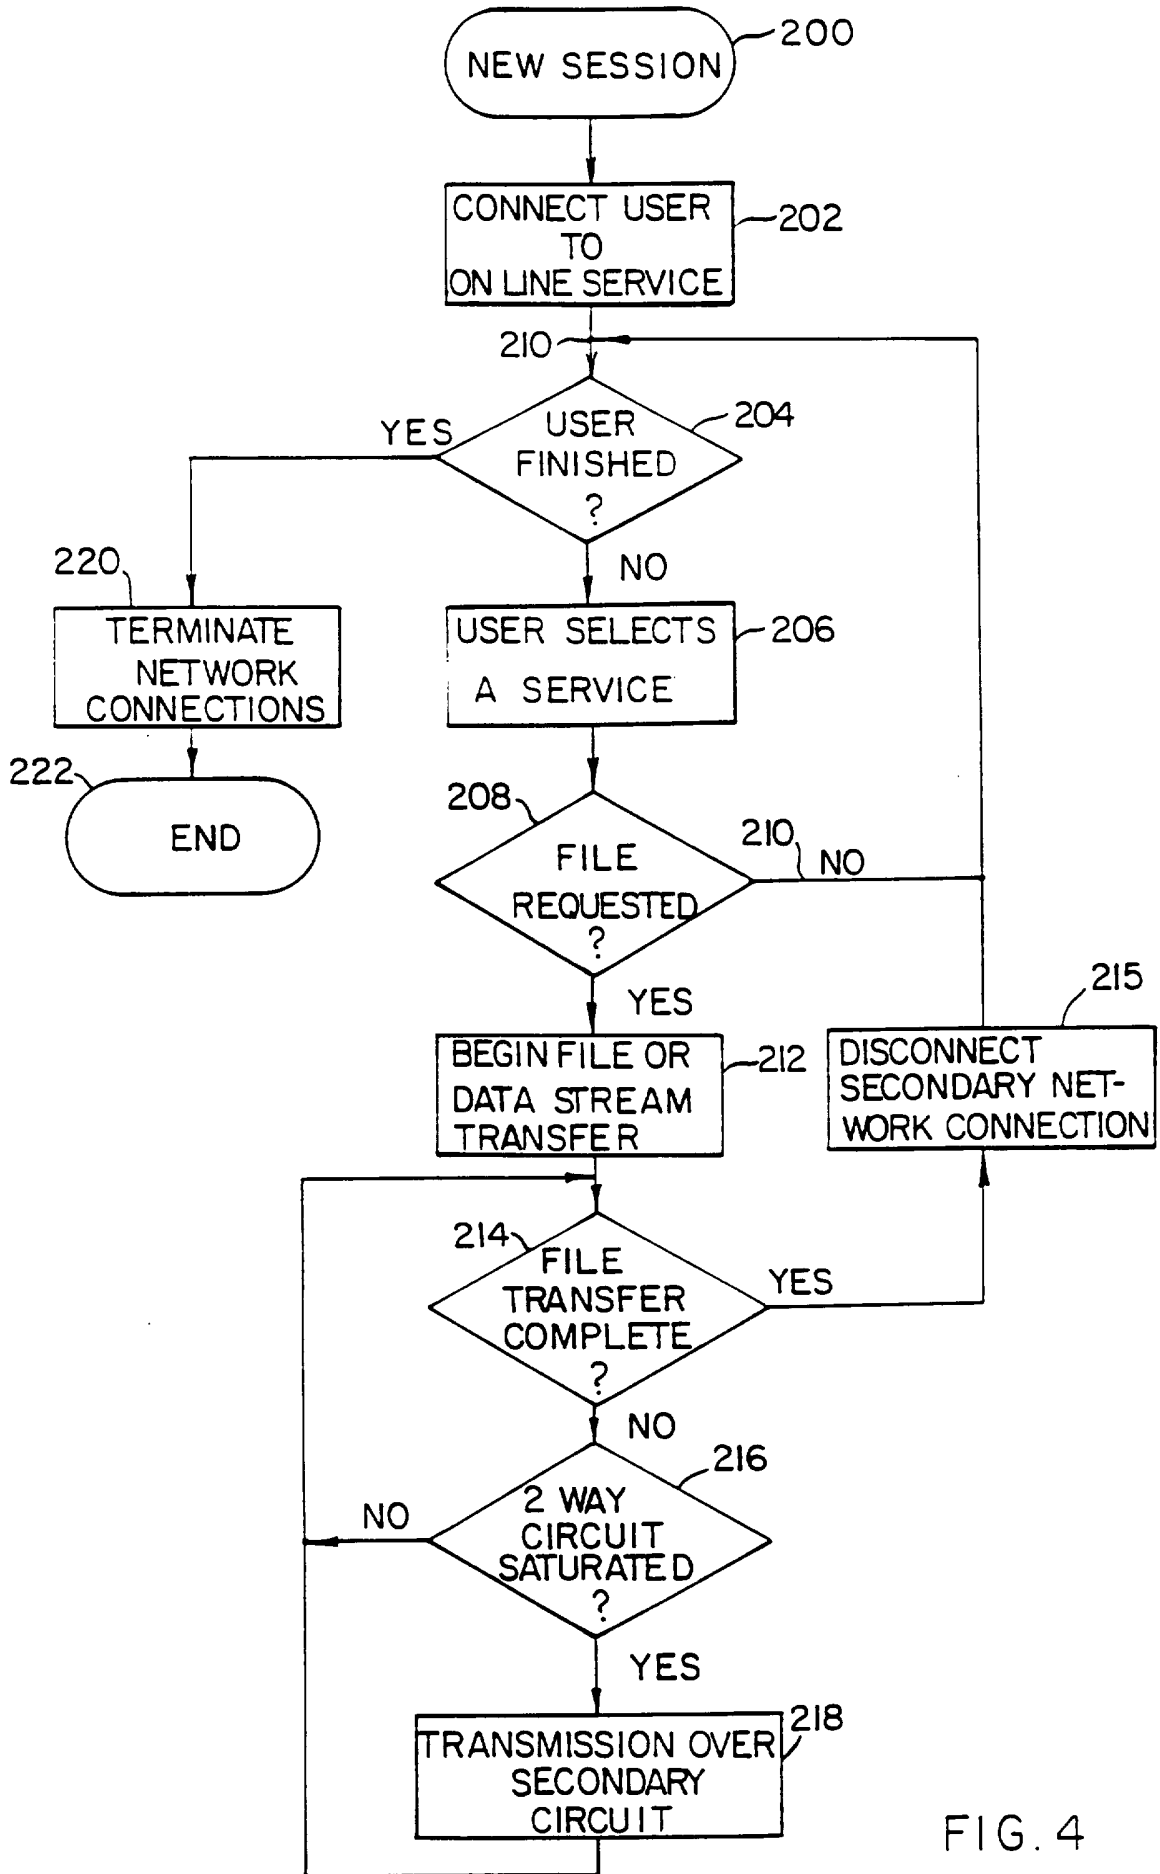 200
NEW SESSION
CONNECT USER
TO
ON LINE SERVICE
202
210
USER
FINISHED
?
204
YES
NO
220
TERMINATE
NETWORK
CONNECTIONS
USER SELECTS
A SERVICE
206
222
END
208
FILE
REQUESTED
?
210
NO
YES
BEGIN FILE OR
DATA STREAM
TRANSFER
212
215
DISCONNECT
SECONDARY NET-
WORK CONNECTION
214
FILE
TRANSFER
COMPLETE
?
YES
NO
216
2 WAY
CIRCUIT
SATURATED
?
NO
YES
TRANSMISSION OVER
SECONDARY
CIRCUIT
218
FIG. 4